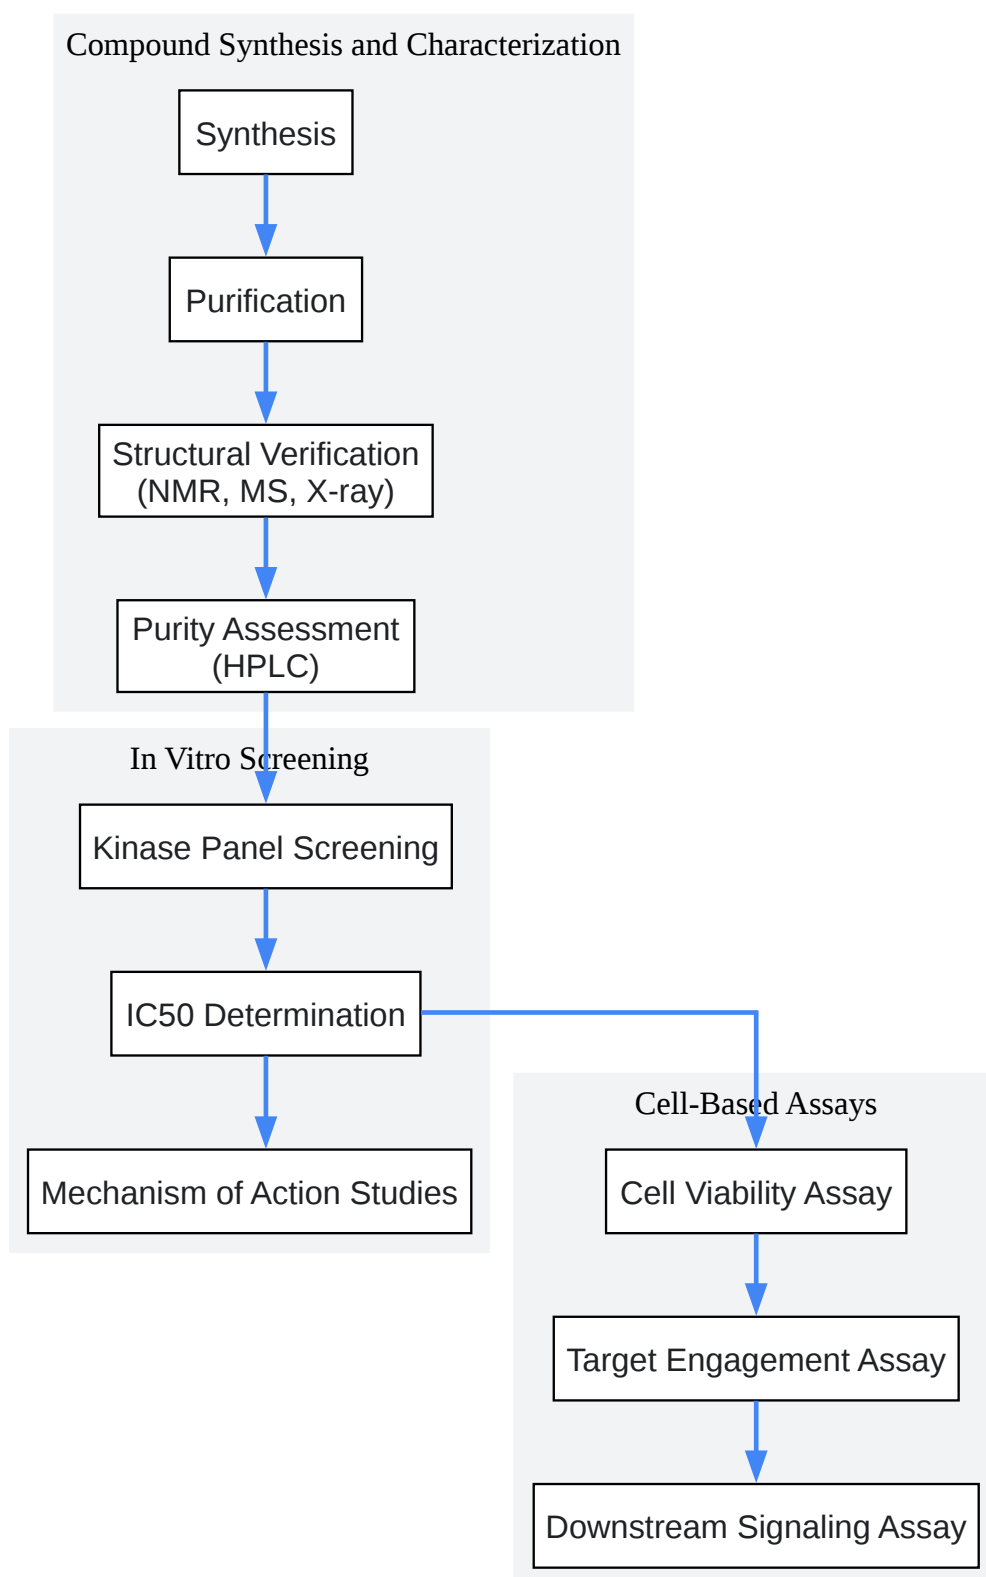 Compound Synthesis and Characterization
Synthesis
Purification
Structural Verification
(NMR, MS, X-ray)
Purity Assessment
(HPLC)
In Vitro Screening
Kinase Panel Screening
IC50 Determination
Mechanism of Action Studies
Cell-Based Assays
Cell Viability Assay
Target Engagement Assay
Downstream Signaling Assay